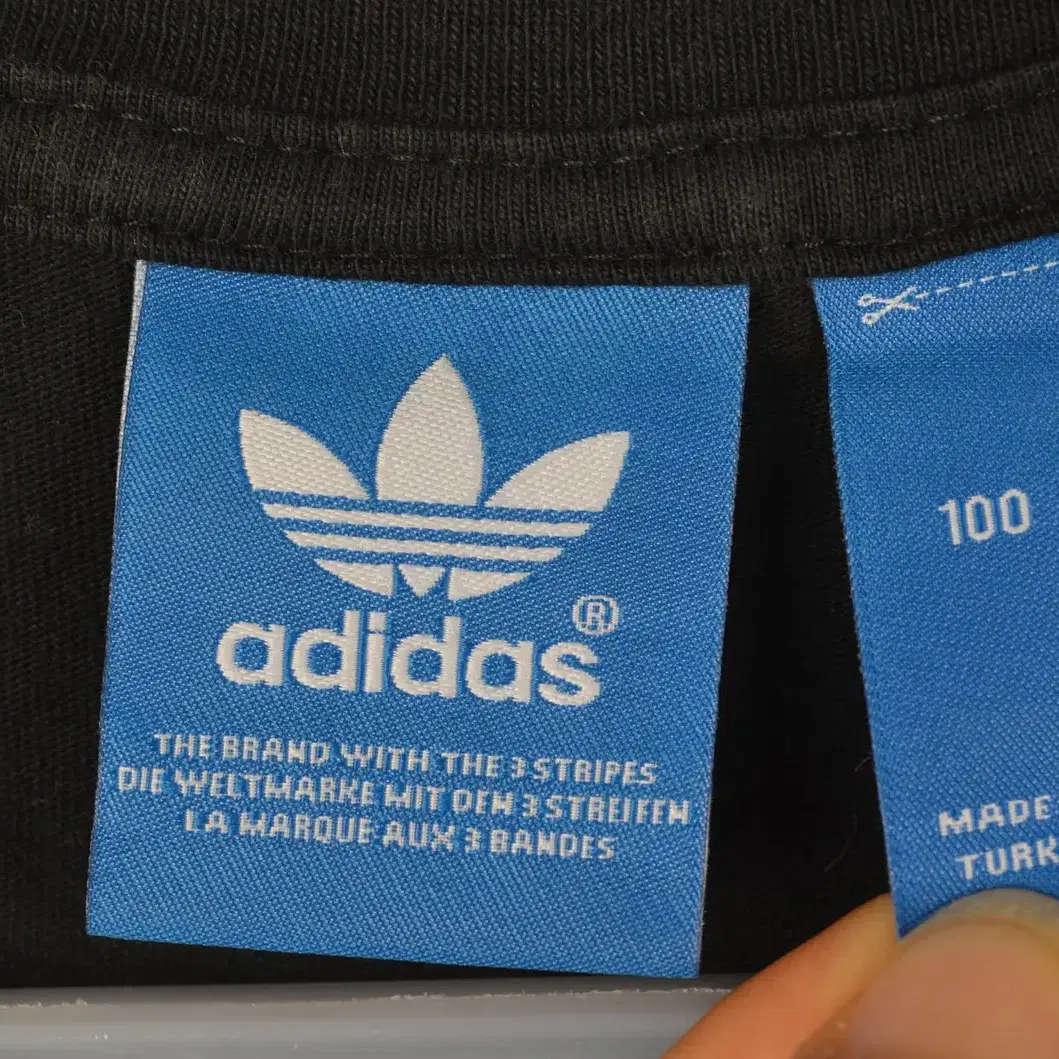 adidas®
THE BRAND WITH THE 3 STRIPES
DIE WELTMARKE MIT DEN 3 STREIFEN
LA MARQUE AUX 3 BANDES
100
MADE